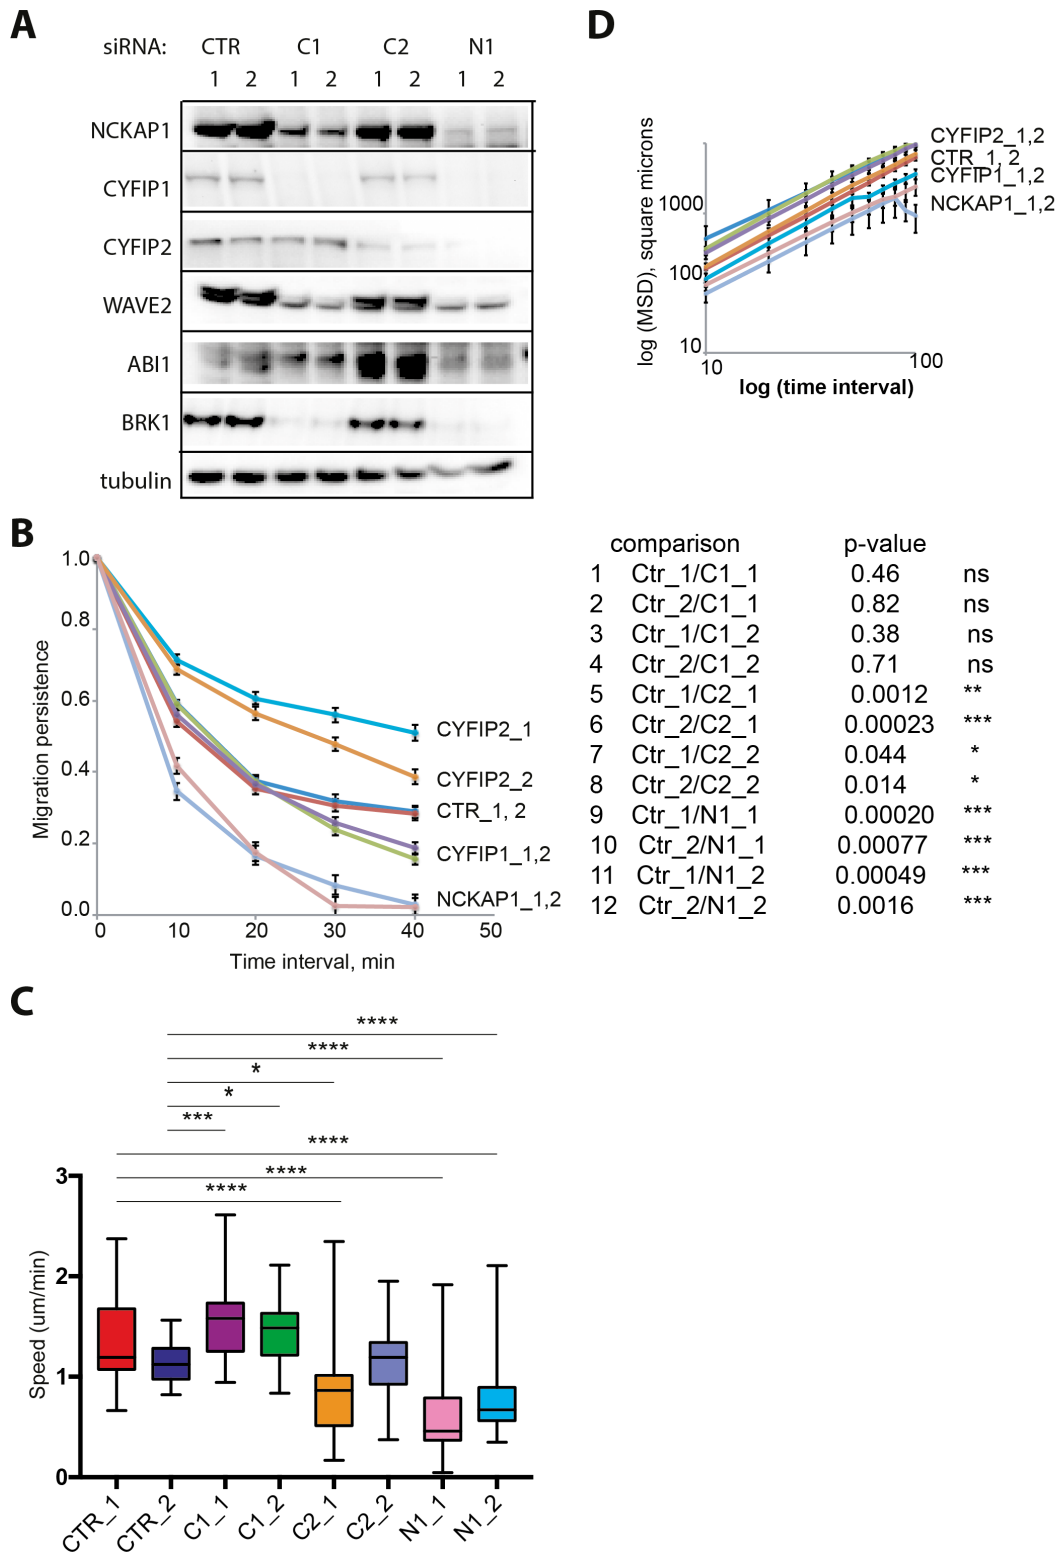 A
siRNA: CTR C1 C2 N1
1 2 1 2 1 2 1 2
NCKAP1
CYFIP1
CYFIP2
WAVE2
ABI1
BRK1
tubulin
D
log (MSD), square microns
1000
100
10
10 100
log (time interval)
CYFIP2_1,2
CTR_1, 2
CYFIP1_1,2
NCKAP1_1,2
B
Migration persistence
1.0
0.8
0.6
0.4
0.2
0.0
0 10 20 30 40 50
Time interval, min
CYFIP2_1
CYFIP2_2
CTR_1, 2
CYFIP1_1,2
NCKAP1_1,2
comparison p-value
1 Ctr_1/C1_1 0.46 ns
2 Ctr_2/C1_1 0.82 ns
3 Ctr_1/C1_2 0.38 ns
4 Ctr_2/C1_2 0.71 ns
5 Ctr_1/C2_1 0.0012 **
6 Ctr_2/C2_1 0.00023 ***
7 Ctr_1/C2_2 0.044 *
8 Ctr_2/C2_2 0.014 *
9 Ctr_1/N1_1 0.00020 ***
10 Ctr_2/N1_1 0.00077 ***
11 Ctr_1/N1_2 0.00049 ***
12 Ctr_2/N1_2 0.0016 ***
C
****
****
*
*
***
****
****
****
Speed (um/min)
3
2
1
0
CTR_1 CTR_2 C1_1 C1_2 C2_1 C2_2 N1_1 N1_2